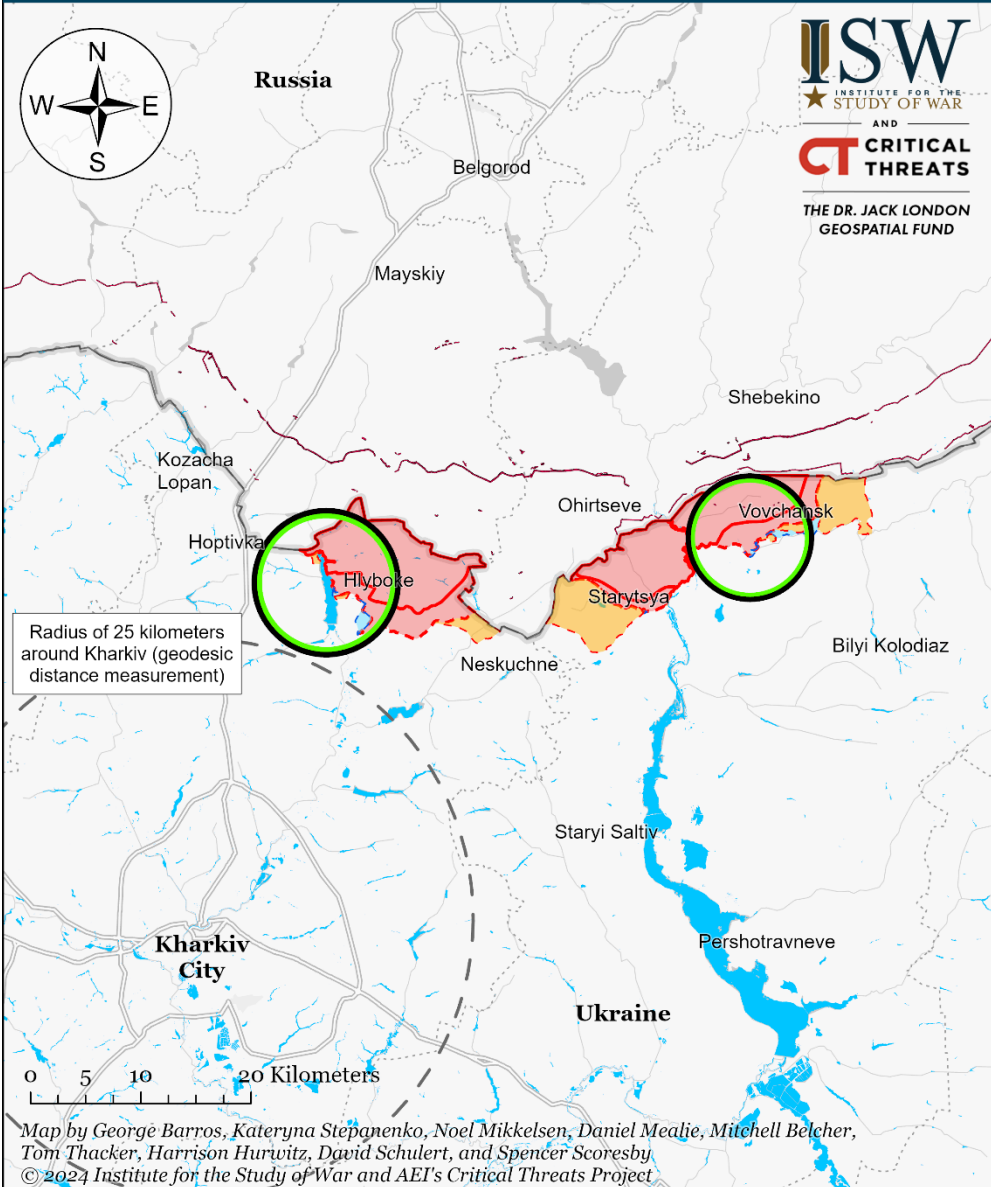 N
W
E
S
Russia
ISW
INSTITUTE FOR THE
STUDY OF WAR
AND
CT CRITICAL
THREATS
THE DR. JACK LONDON
GEOSPATIAL FUND
Belgorod
Mayskiy
Shebekino
Kozacha
Lopan
Ohirtseve
Vovchansk
Hoptivka
Hlyboke
Starytsya
Radius of 25 kilometers
around Kharkiv (geodesic
distance measurement)
Neskuchne
Bilyi Kolodiaz
Staryi Saltiv
Pershotravneve
Kharkiv
City
Ukraine
0 5 10 20 Kilometers
Map by George Barros, Kateryna Stepanenko, Noel Mikkelsen, Daniel Mealie, Mitchell Belcher,
Tom Thacker, Harrison Hurwitz, David Schulert, and Spencer Scoresby
© 2024 Institute for the Study of War and AEI's Critical Threats Project